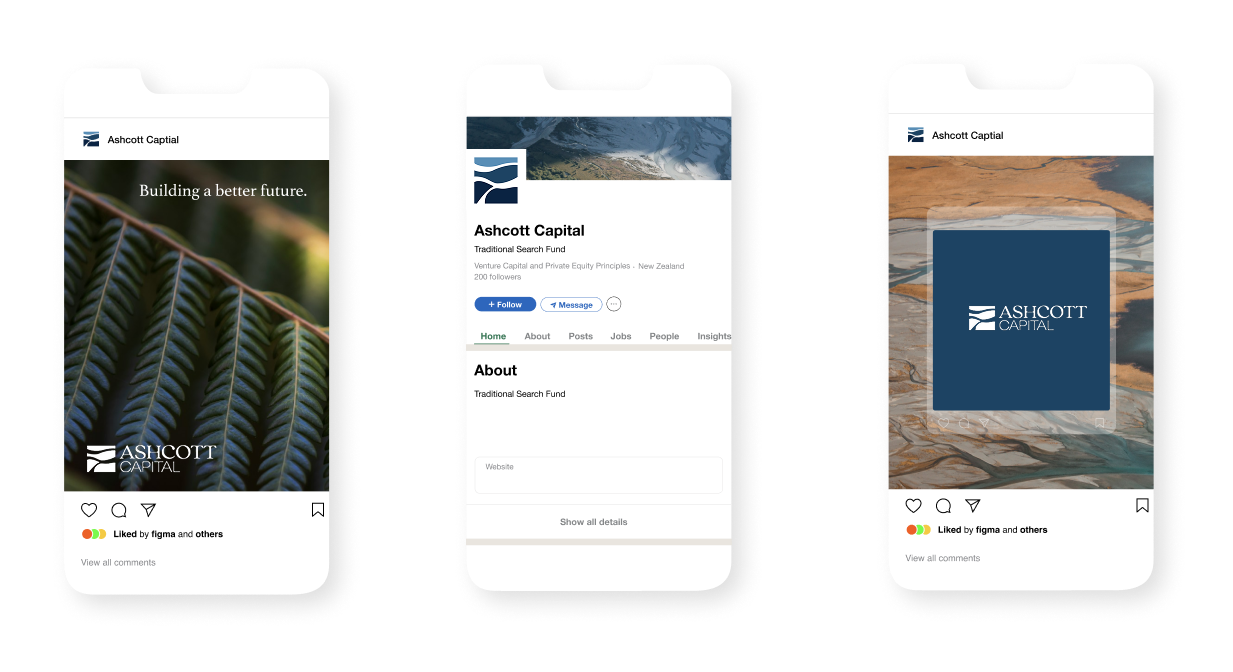 Ashcott Captial
Building a better future.
ASHCOTT
CAPITAL
Liked by figma and others
View all comments
Ashcott Capital
Traditional Search Fund
Venture Capital and Private Equity Principles · New Zealand
200 followers
+ Follow
Message
Home About Posts Jobs People Insights
About
Traditional Search Fund
Website
Show all details
Ashcott Captial
ASHCOTT
CAPITAL
Liked by figma and others
View all comments